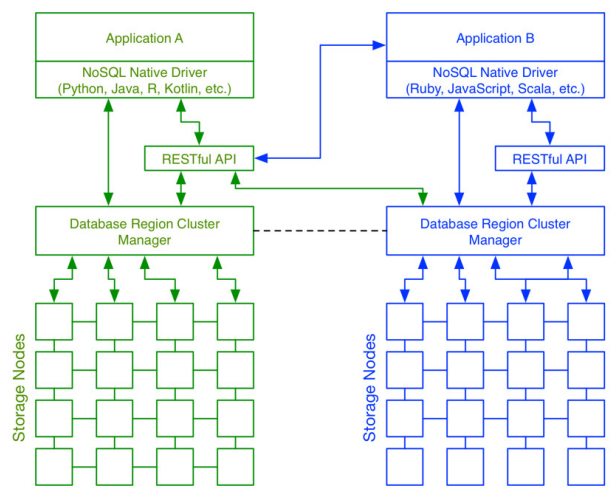 Application A
NoSQL Native Driver
(Python, Java, R, Kotlin, etc.)
RESTful API
Database Region Cluster
Manager
Storage Nodes
Application B
NoSQL Native Driver
(Ruby, JavaScript, Scala, etc.)
RESTful API
Database Region Cluster
Manager
Storage Nodes